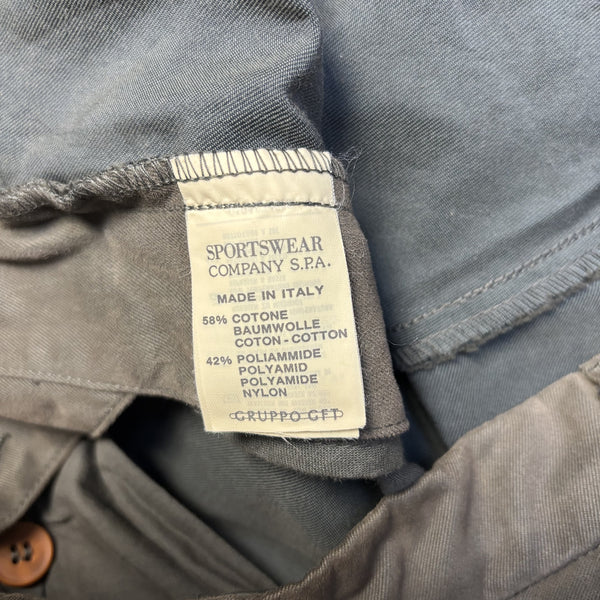 SPORTSWEAR
COMPANY S.P.A.
MADE IN ITALY
58% COTONE
BAUMWOLLE
COTON - COTTON
42% POLIAMMIDE
POLYAMID
POLYAMIDE
NYLON
GRUPPO GFT